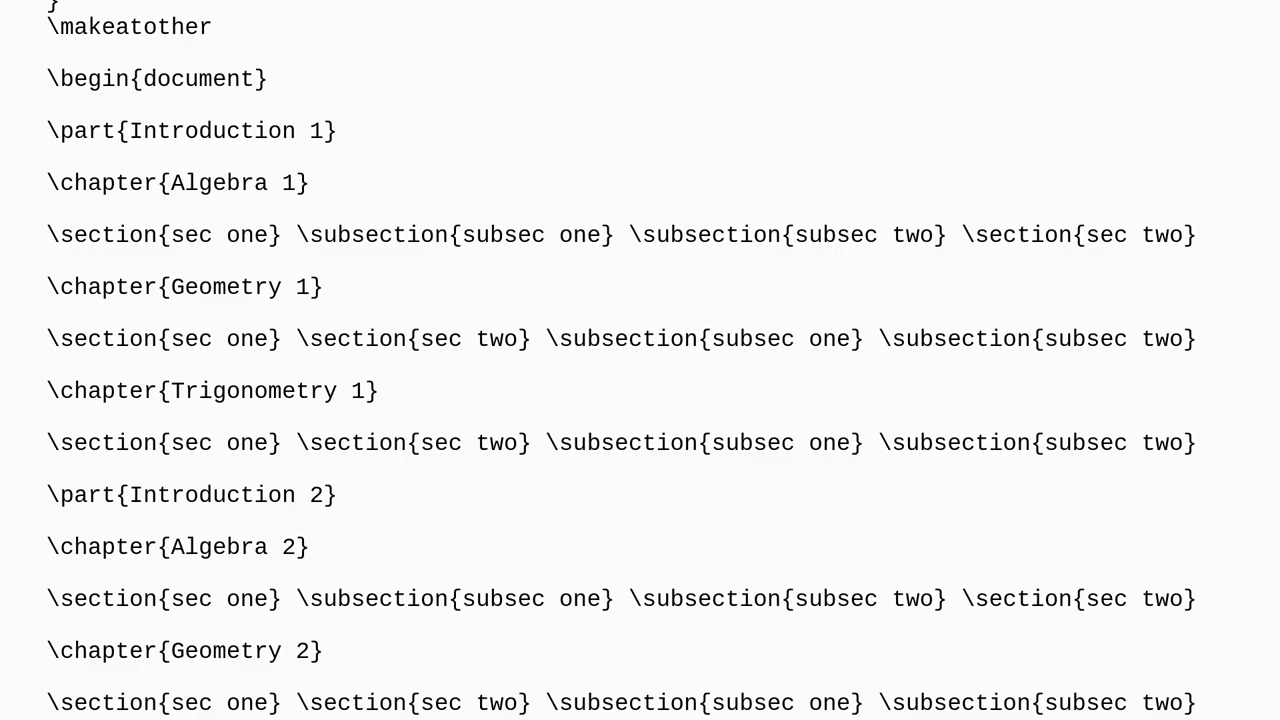 }
\makeatother
\begin{document}
\part{Introduction 1}
\chapter{Algebra 1}
\section{sec one} \subsection{subsec one} \subsection{subsec two} \section{sec two}
\chapter{Geometry 1}
\section{sec one} \section{sec two} \subsection{subsec one} \subsection{subsec two}
\chapter{Trigonometry 1}
\section{sec one} \section{sec two} \subsection{subsec one} \subsection{subsec two}
\part{Introduction 2}
\chapter{Algebra 2}
\section{sec one} \subsection{subsec one} \subsection{subsec two} \section{sec two}
\chapter{Geometry 2}
\section{sec one} \section{sec two} \subsection{subsec one} \subsection{subsec two}